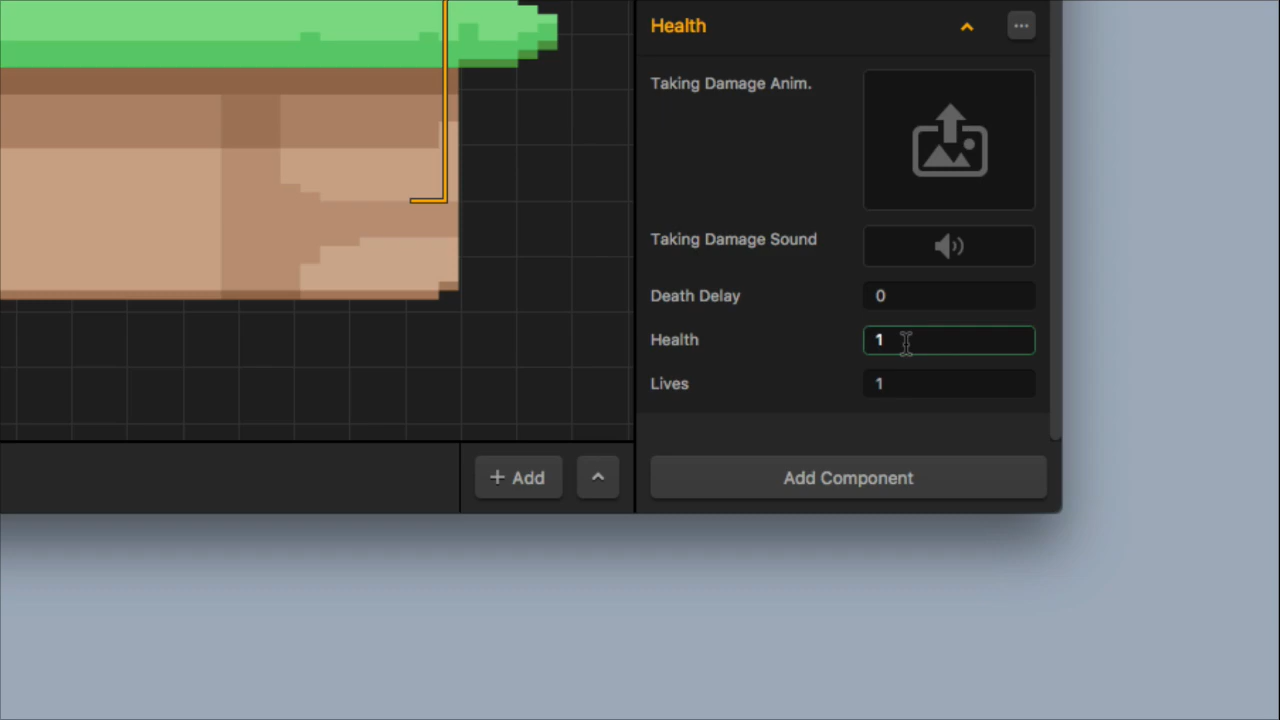 Health
Taking Damage Anim.
Taking Damage Sound
Death Delay 0
Health 1
Lives 1
+ Add
Add Component